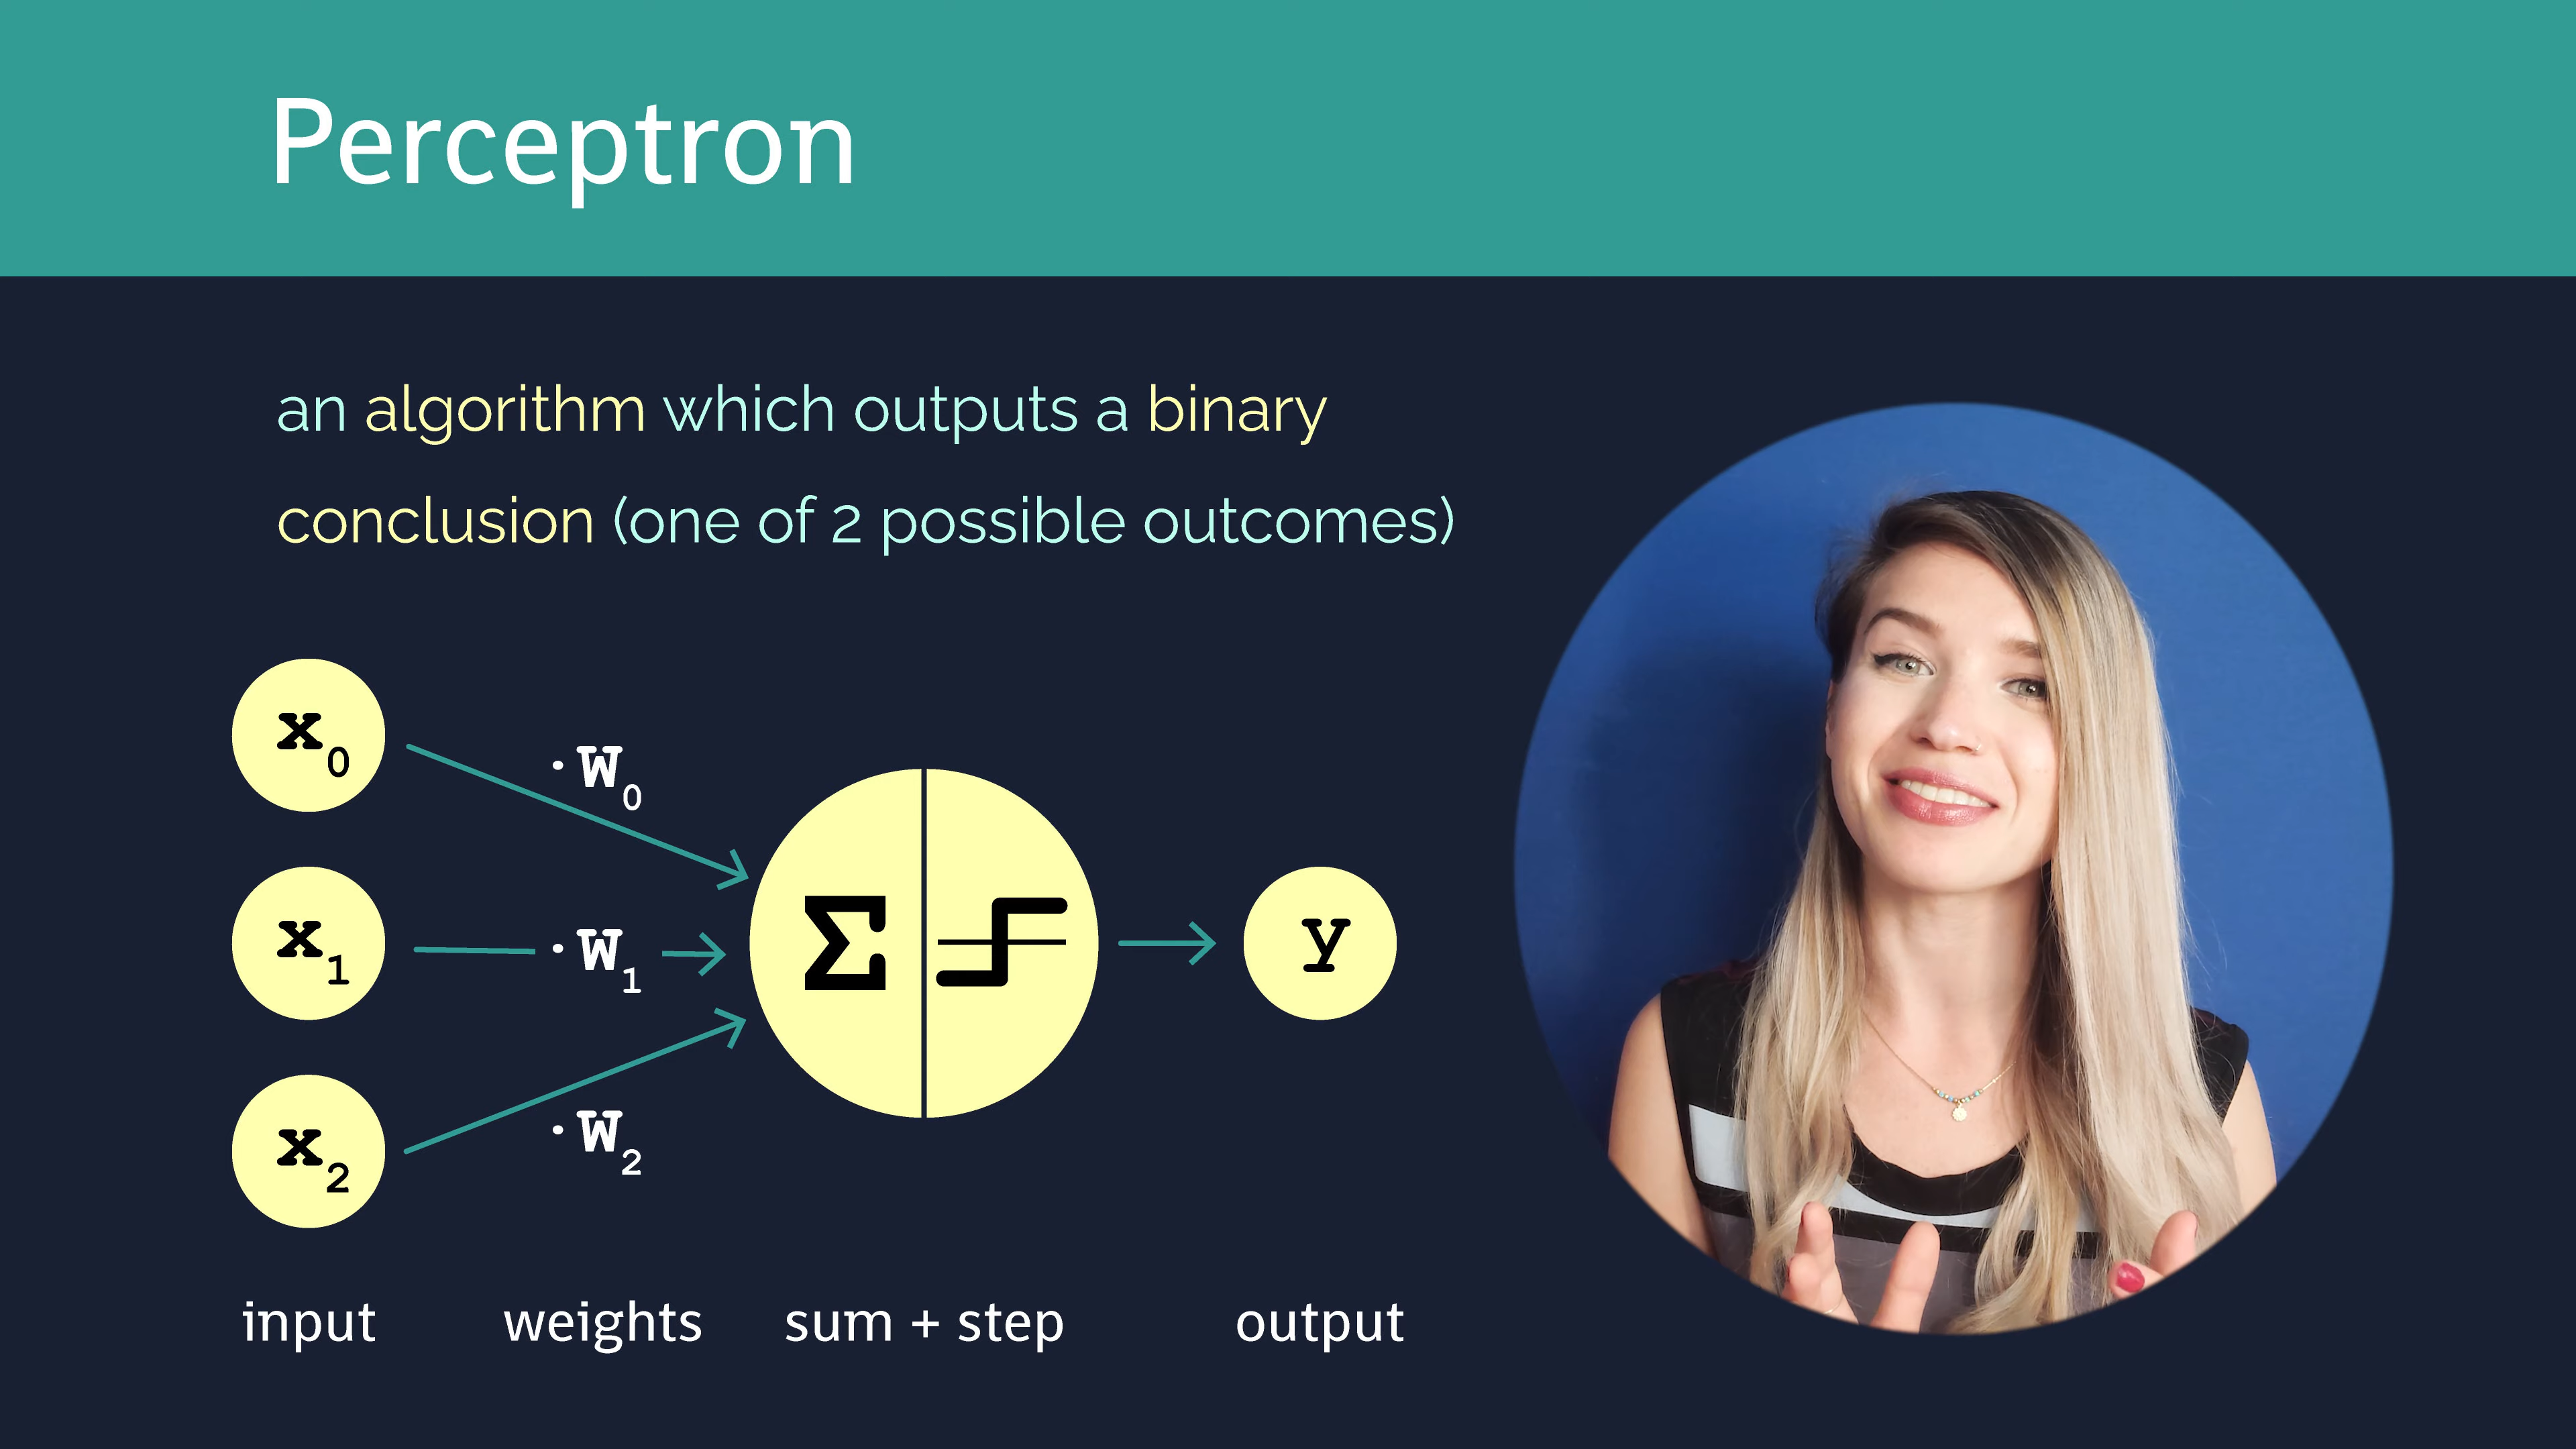 Perceptron
an algorithm which outputs a binary
conclusion (one of 2 possible outcomes)
x0
·W0
x1
·W1
Σ
y
x2
·W2
input weights sum + step output